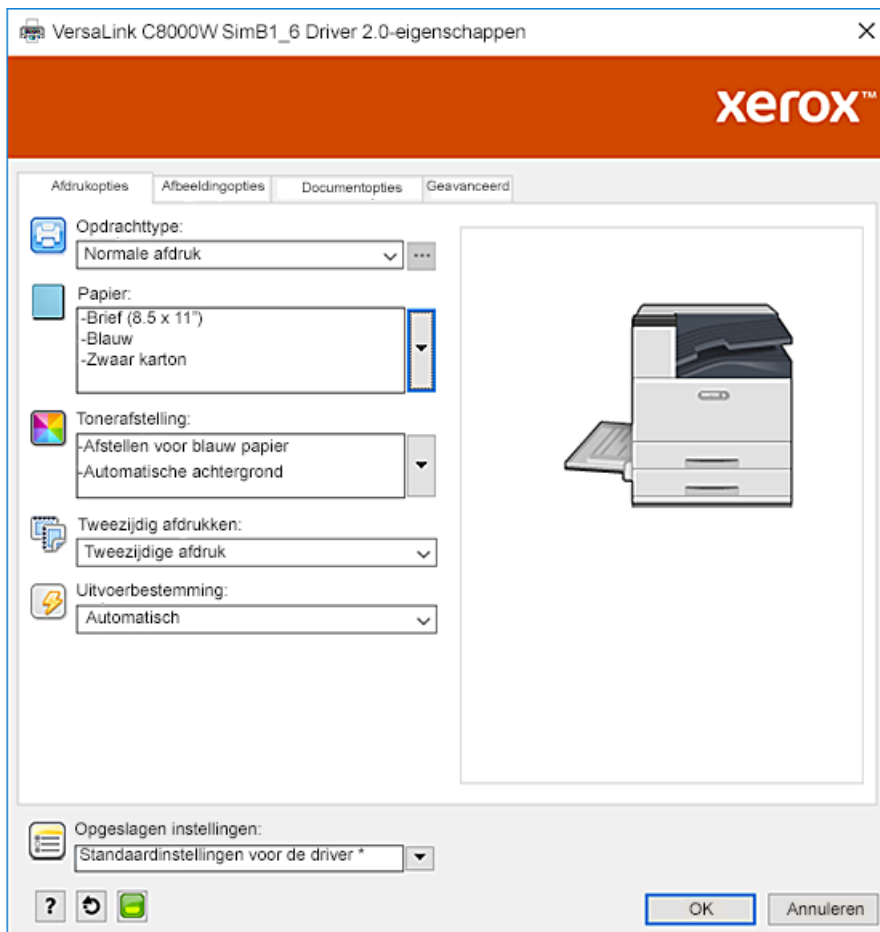 VersaLink C8000W SimB1_6 Driver 2.0-eigenschappen
xerox™
Afdrukopties Afbeeldingopties Documentopties Geavanceerd
Opdrachttype:
Normale afdruk
Papier:
-Brief (8.5 x 11”)
-Blauw
-Zwaar karton
Tonerafstelling:
-Afstellen voor blauw papier
-Automatische achtergrond
Tweezijdig afdrukken:
Tweezijdige afdruk
Uitvoerbestemming:
Automatisch
Opgeslagen instellingen:
Standaardinstellingen voor de driver *
?
OK Annuleren